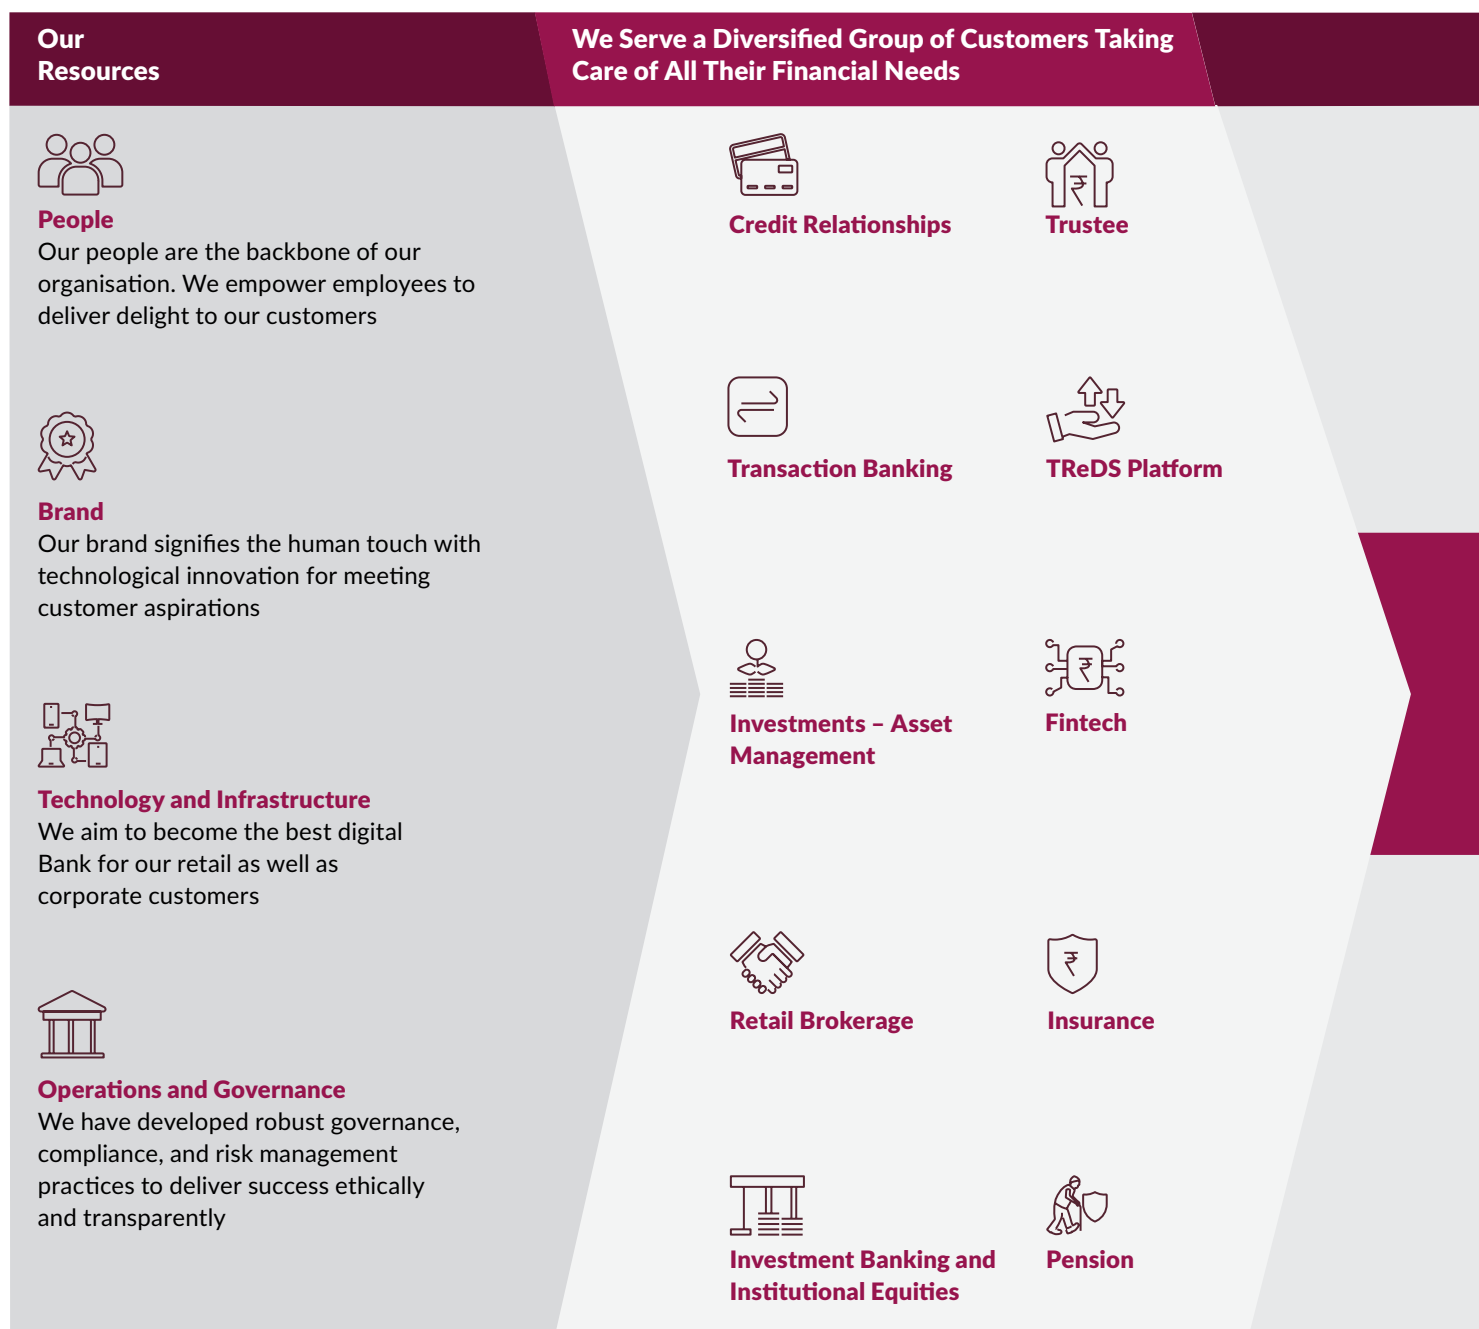 Our
Resources
People
Our people are the backbone of our
organisation. We empower employees to
deliver delight to our customers
Brand
Our brand signifies the human touch with
technological innovation for meeting
customer aspirations
Technology and Infrastructure
We aim to become the best digital
Bank for our retail as well as
corporate customers
Operations and Governance
We have developed robust governance,
compliance, and risk management
practices to deliver success ethically
and transparently
We Serve a Diversified Group of Customers Taking
Care of All Their Financial Needs
₹
Credit Relationships
Trustee
Transaction Banking
TReDS Platform
₹
Investments – Asset
Management
Fintech
₹
Retail Brokerage
Insurance
Investment Banking and
Institutional Equities
Pension